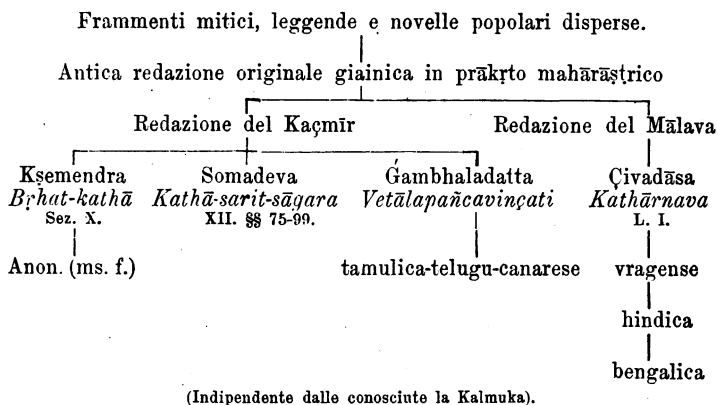 Frammenti mitici, leggende e novelle popolari disperse.
Antica redazione originale giainica in prākṛto mahārāṣṭrico
Redazione del Kaçmīr Redazione del Mālava
Kṣemendra Somadeva Ǵambhaladatta Çivadāsa
Bṛhat-kathā Kathā-sarit-sāgara Vetālapañcavinçati Kathārnava
Sez. X. XII. §§ 75-99. L. I.
Anon. (ms. f.) tamulica-telugu-canarese vragense
hindica
bengalica
(Indipendente dalle conosciute la Kalmuka).